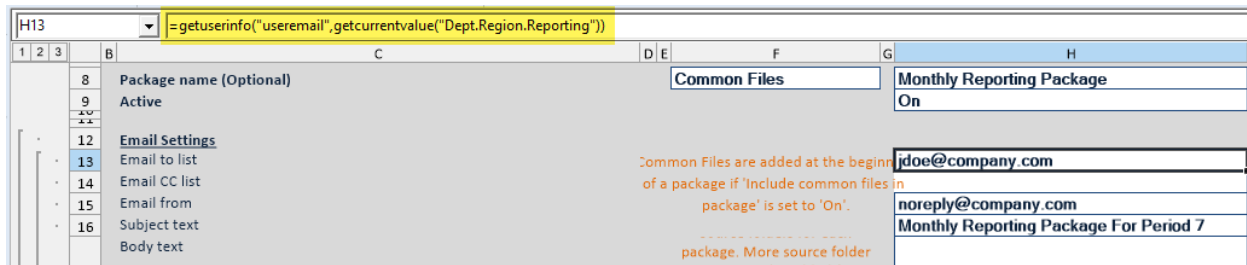 H13 =getuserinfo("useremail",getcurrentvalue("Dept.Region.Reporting"))
1 2 3 B C D E F G H
8 Package name (Optional) Common Files Monthly Reporting Package
9 Active On
12 Email Settings
13 Email to list Common Files are added at the beginn jdoe@company.com
14 Email CC list of a package if 'Include common files in
15 Email from package' is set to 'On'. noreply@company.com
16 Subject text Monthly Reporting Package For Period 7
Body text package. More source folder